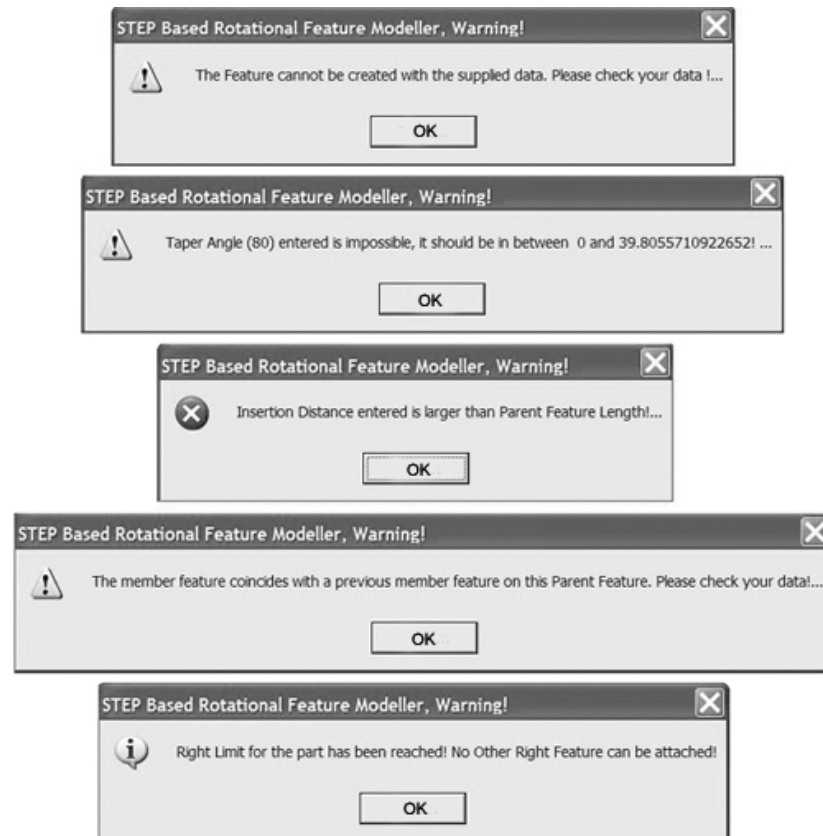 STEP Based Rotational Feature Modeller, Warning!
The Feature cannot be created with the suppled data. Please check your data !...
OK
STEP Based Rotational Feature Modeller, Warning!
Taper Angle (80) entered is impossible, it should be in between 0 and 39.8055710922652! ...
OK
STEP Based Rotational Feature Modeller, Warning!
Insertion Distance entered is larger than Parent Feature Length!...
OK
STEP Based Rotational Feature Modeller, Warning!
The member feature coincides with a previous member feature on this Parent Feature. Please check your data!...
OK
STEP Based Rotational Feature Modeller, Warning!
Right Limit for the part has been reached! No Other Right Feature can be attached!
OK